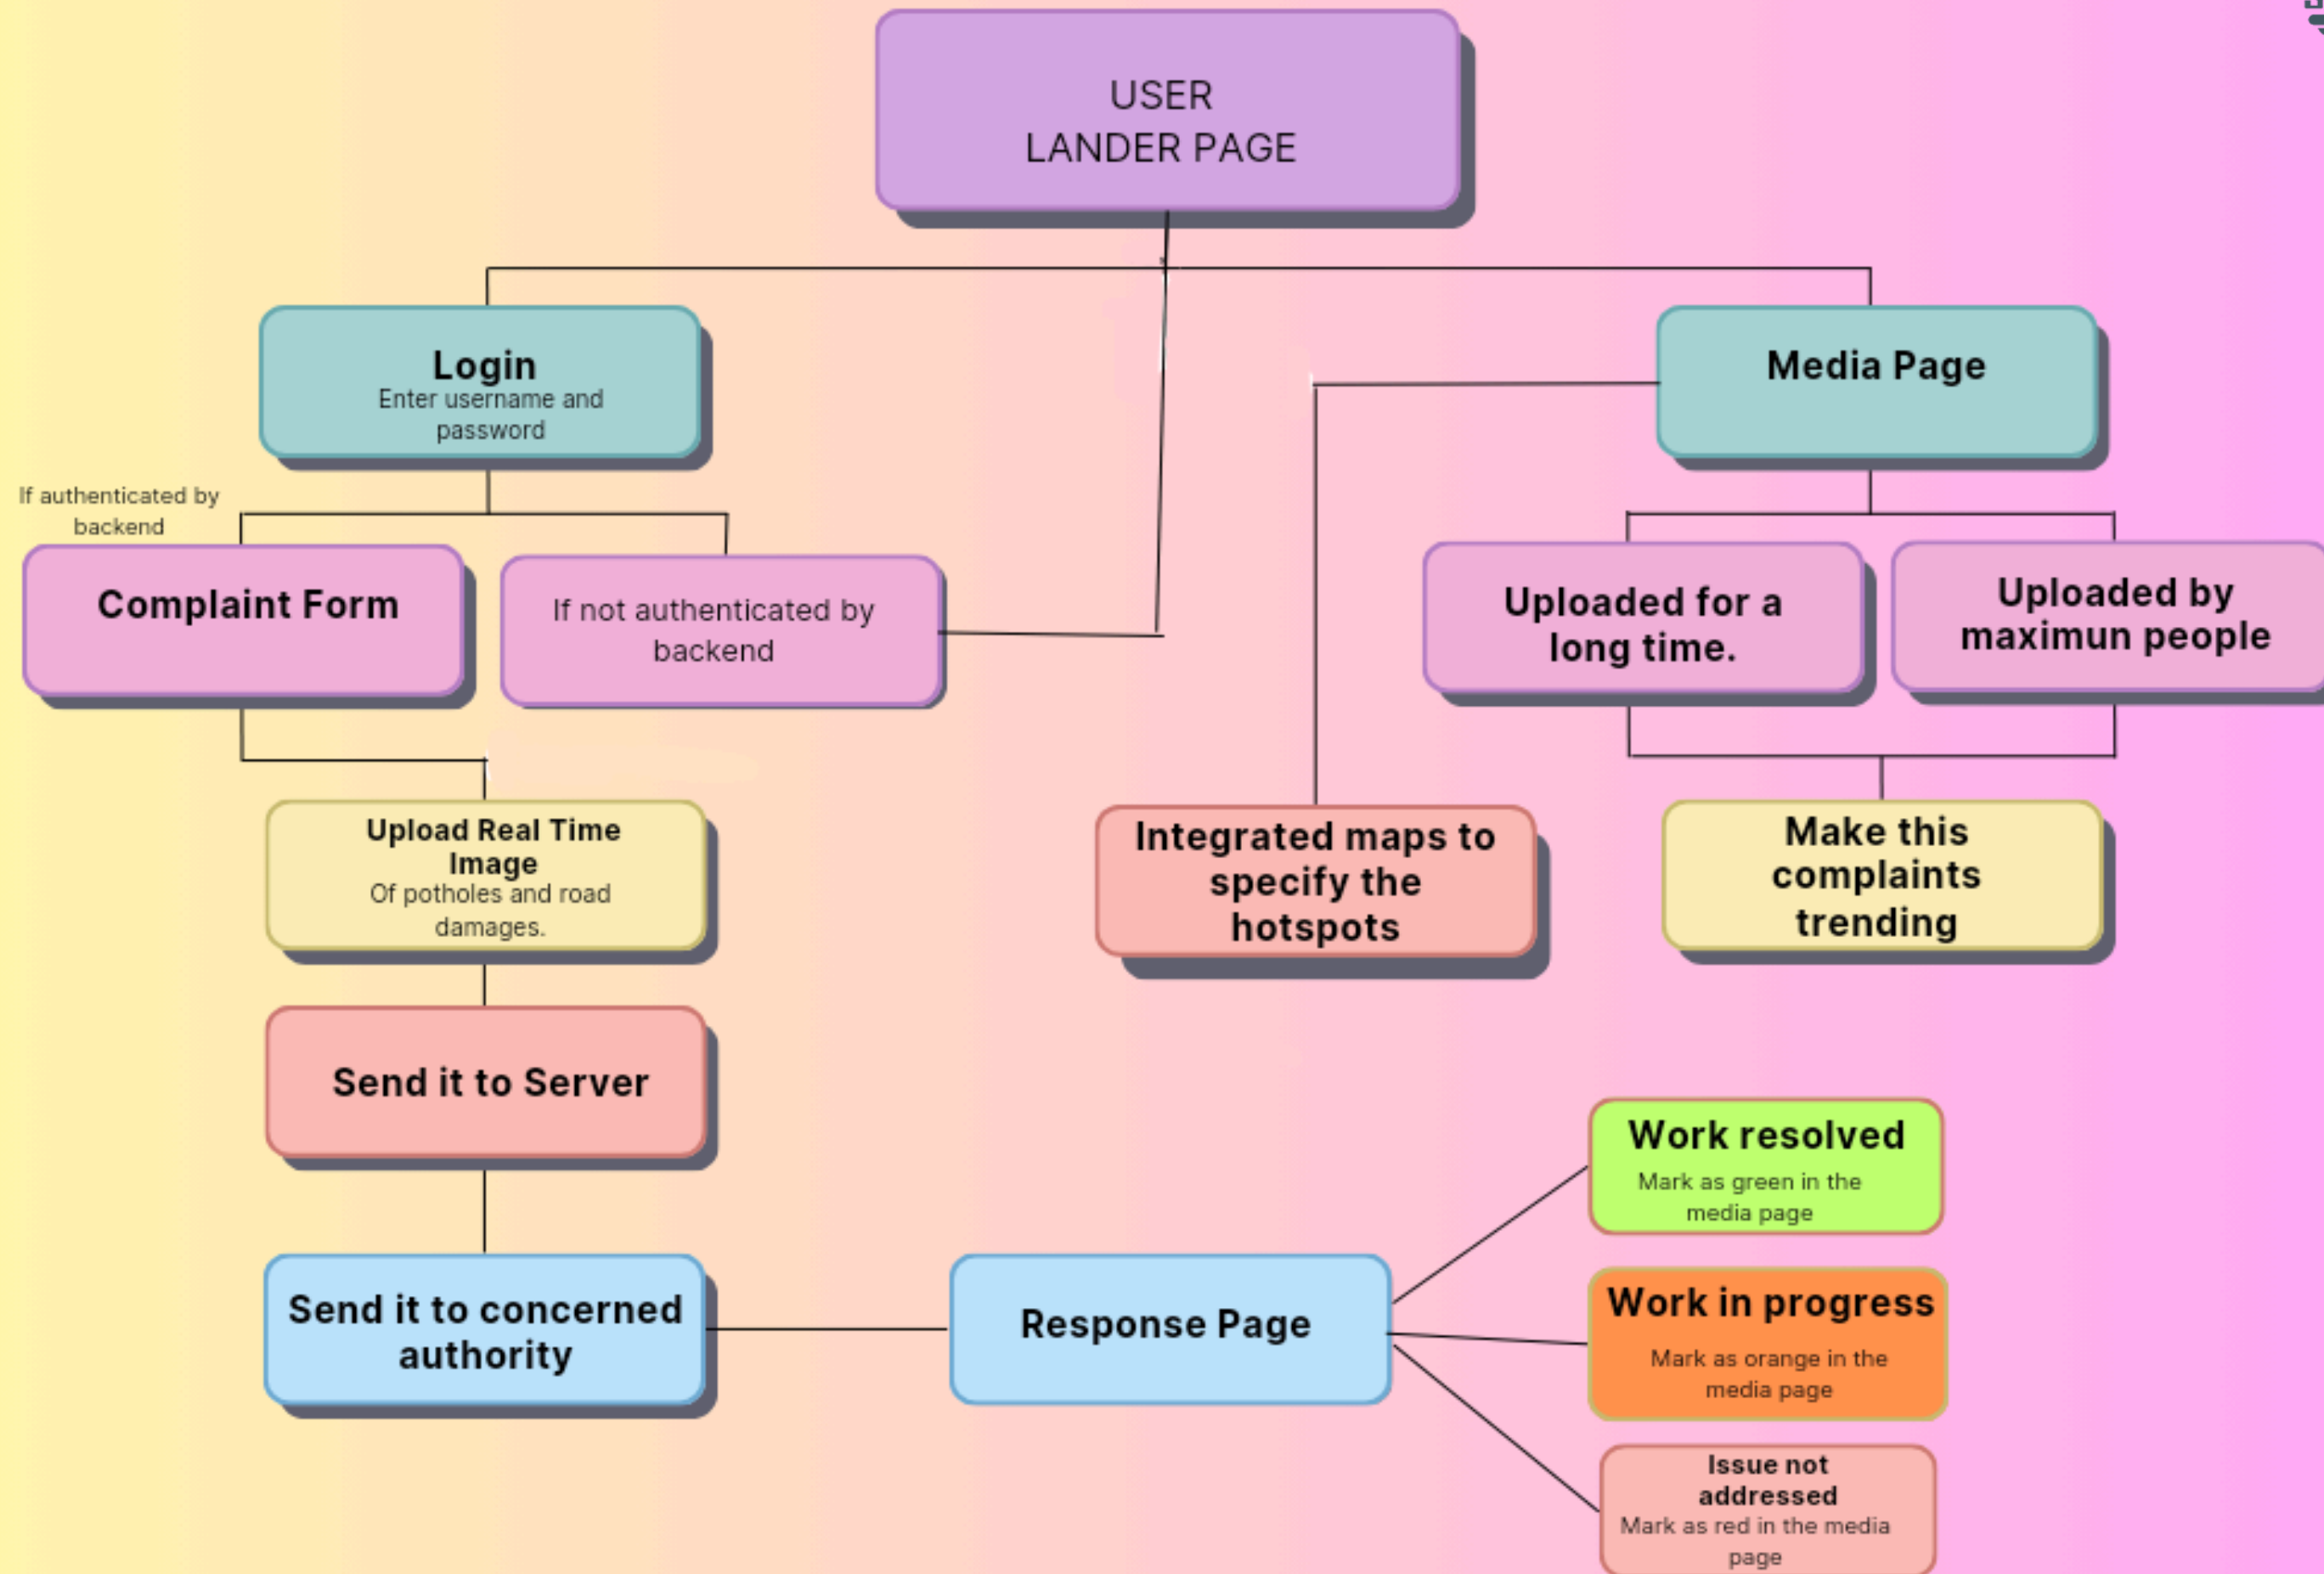 USER
LANDER PAGE
Login
Enter username and
password
Media Page
If authenticated by
backend
Complaint Form
If not authenticated by
backend
Uploaded for a
long time.
Uploaded by
maximun people
Upload Real Time
Image
Of potholes and road
damages.
Integrated maps to
specify the
hotspots
Make this
complaints
trending
Send it to Server
Send it to concerned
authority
Response Page
Work resolved
Mark as green in the
media page
Work in progress
Mark as orange in the
media page
Issue not
addressed
Mark as red in the media
page